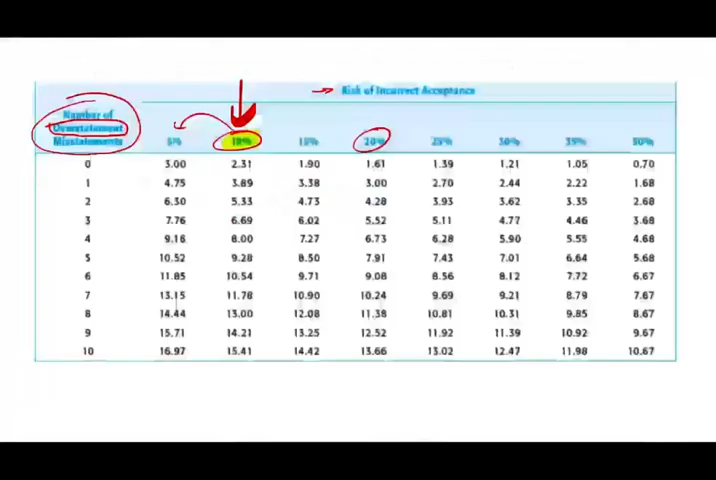 Risk of Incorrect Acceptance
Number of
Overstatement
Misstatements 5% 10% 15% 20% 25% 30% 35% 50%
0 3.00 2.31 1.90 1.61 1.39 1.21 1.05 0.70
1 4.75 3.89 3.38 3.00 2.70 2.44 2.22 1.68
2 6.30 5.33 4.73 4.28 3.93 3.62 3.35 2.68
3 7.76 6.69 6.02 5.52 5.11 4.77 4.46 3.68
4 9.16 8.00 7.27 6.73 6.28 5.90 5.55 4.68
5 10.52 9.28 8.50 7.91 7.43 7.01 6.64 5.68
6 11.85 10.54 9.71 9.08 8.56 8.12 7.72 6.67
7 13.15 11.78 10.90 10.24 9.69 9.21 8.79 7.67
8 14.44 13.00 12.08 11.38 10.81 10.31 9.85 8.67
9 15.71 14.21 13.25 12.52 11.92 11.39 10.92 9.67
10 16.97 15.41 14.42 13.66 13.02 12.47 11.98 10.67